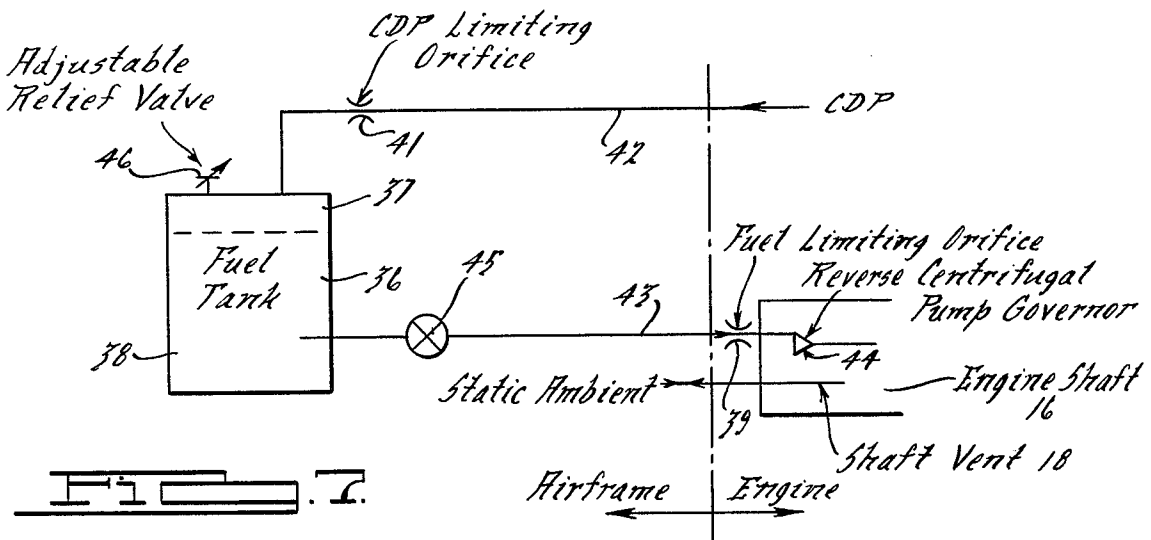 CDP Limiting
Orifice
Adjustable
Relief Valve
CDP
41
42
46
37
Fuel
Tank
36
45
43
Fuel Limiting Orifice
Reverse Centrifugal
Pump Governor
38
44
Static Ambient
39
Engine Shaft
16
Shaft Vent 18
Airframe
Engine